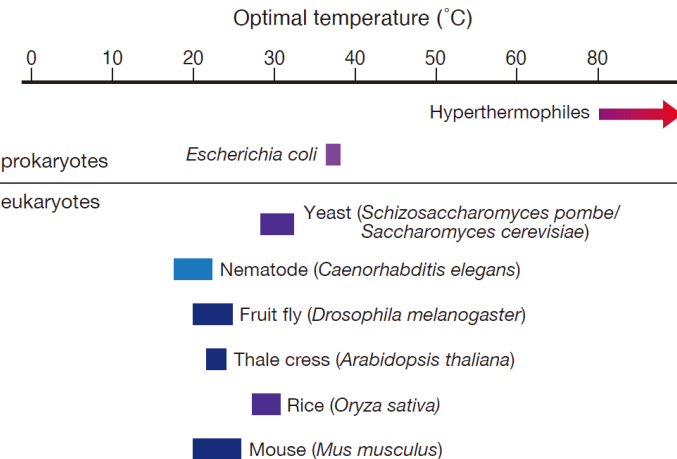 Optimal temperature (°C)
0 10 20 30 40 50 60 80
Hyperthermophiles
Escherichia coli
prokaryotes
eukaryotes
Yeast (Schizosaccharomyces pombe/
Saccharomyces cerevisiae)
Nematode (Caenorhabditis elegans)
Fruit fly (Drosophila melanogaster)
Thale cress (Arabidopsis thaliana)
Rice (Oryza sativa)
Mouse (Mus musculus)